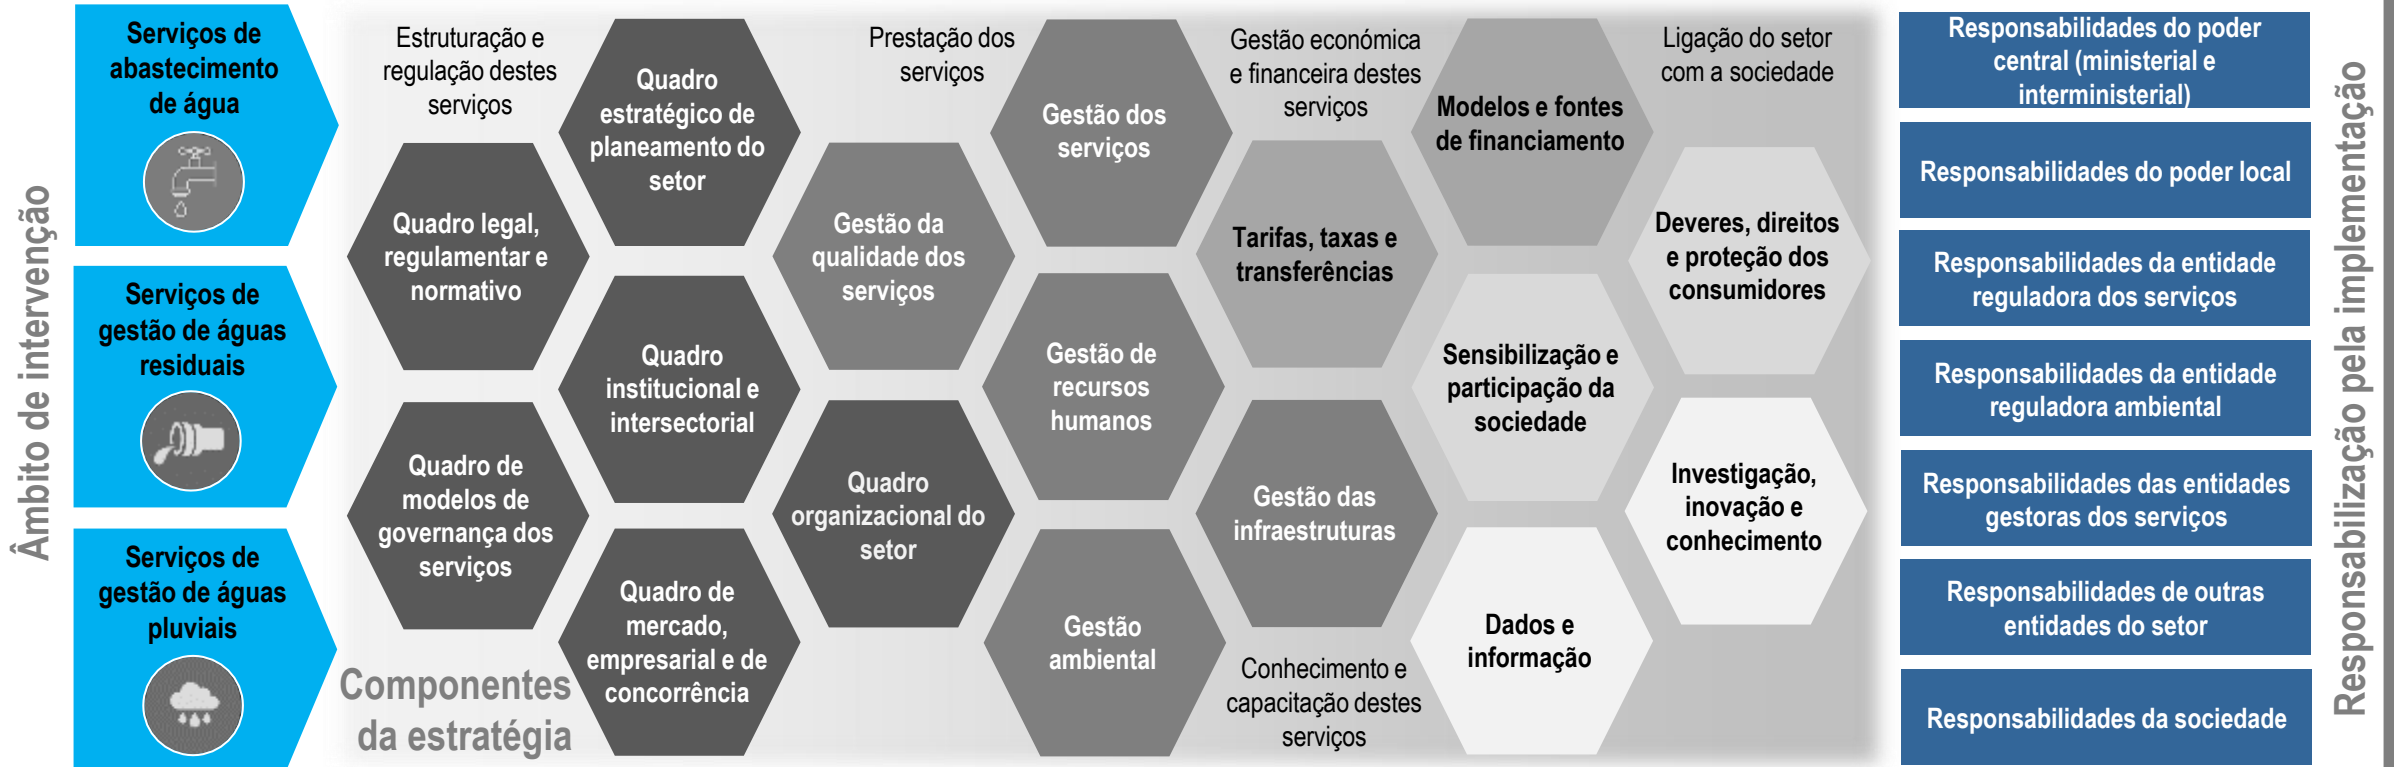 Âmbito de intervenção
Serviços de
abastecimento
de água
Serviços de
gestão de águas
residuais
Serviços de
gestão de águas
pluviais
Estruturação e
regulação destes
serviços
Quadro legal,
regulamentar e
normativo
Quadro de
modelos de
governança dos
serviços
Componentes
da estratégia
Quadro
estratégico de
planeamento do
setor
Quadro
institucional e
intersectorial
Quadro de
mercado,
empresarial e de
concorrência
Prestação dos
serviços
Gestão da
qualidade dos
serviços
Quadro
organizacional do
setor
Gestão dos
serviços
Gestão de
recursos
humanos
Gestão
ambiental
Gestão económica
e financeira destes
serviços
Tarifas, taxas e
transferências
Gestão das
infraestruturas
Conhecimento e
capacitação destes
serviços
Modelos e fontes
de financiamento
Sensibilização e
participação da
sociedade
Dados e
informação
Ligação do setor
com a sociedade
Deveres, direitos
e proteção dos
consumidores
Investigação,
inovação e
conhecimento
Responsabilidades do poder
central (ministerial e
interministerial)
Responsabilidades do poder local
Responsabilidades da entidade
reguladora dos serviços
Responsabilidades da entidade
reguladora ambiental
Responsabilidades das entidades
gestoras dos serviços
Responsabilidades de outras
entidades do setor
Responsabilidades da sociedade
Responsabilização pela implementação